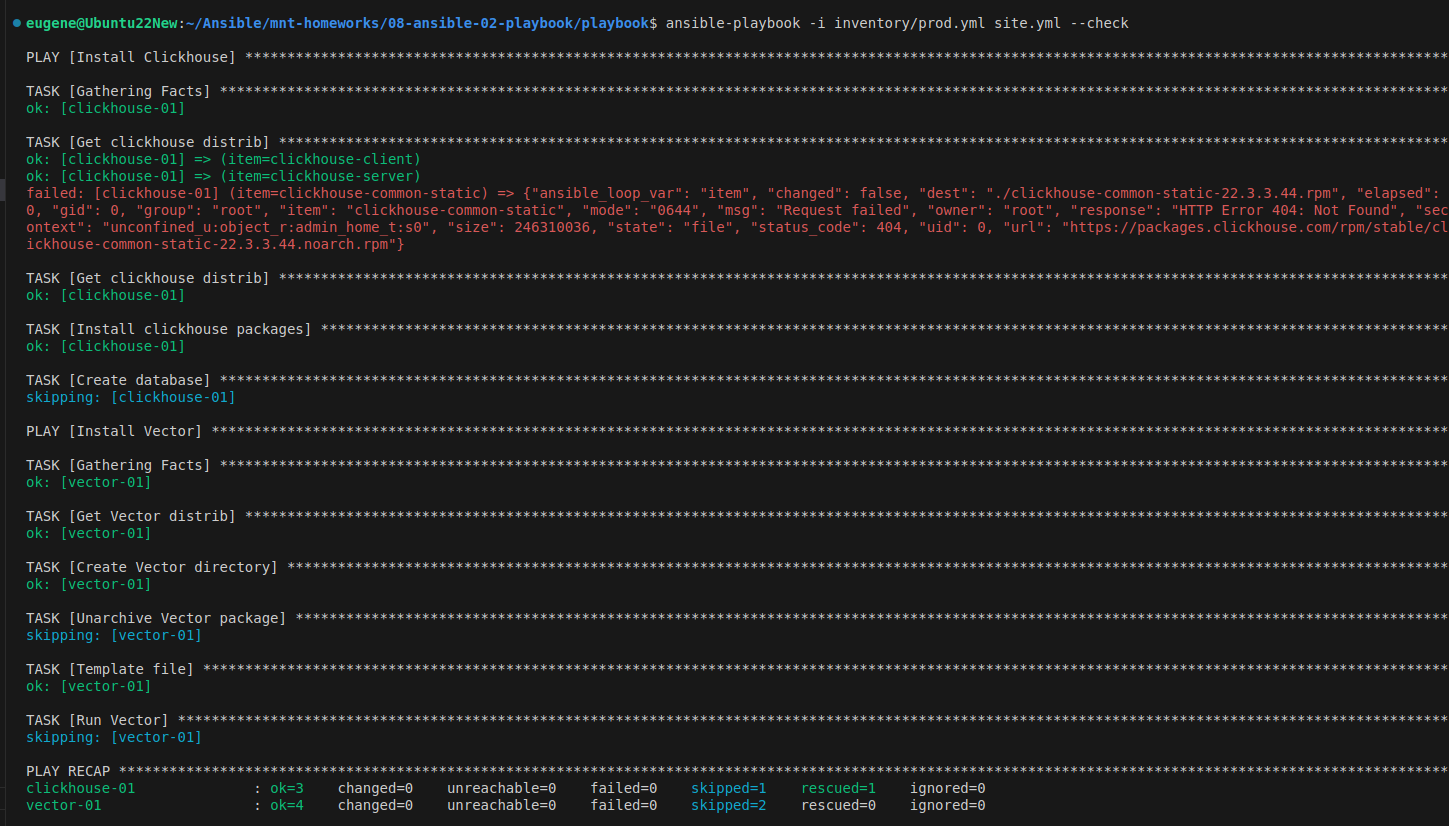 eugene@Ubuntu22New:~/Ansible/mnt-homeworks/08-ansible-02-playbook/playbook$ ansible-playbook -i inventory/prod.yml site.yml --check
PLAY [Install Clickhouse] ************************************************************************************************************************************************
TASK [Gathering Facts] ***************************************************************************************************************************************************
ok: [clickhouse-01]
TASK [Get clickhouse distrib] ********************************************************************************************************************************************
ok: [clickhouse-01] => (item=clickhouse-client)
ok: [clickhouse-01] => (item=clickhouse-server)
failed: [clickhouse-01] (item=clickhouse-common-static) => {"ansible_loop_var": "item", "changed": false, "dest": "./clickhouse-common-static-22.3.3.44.rpm", "elapsed":
0, "gid": 0, "group": "root", "item": "clickhouse-common-static", "mode": "0644", "msg": "Request failed", "owner": "root", "response": "HTTP Error 404: Not Found", "sec
ontext": "unconfined_u:object_r:admin_home_t:s0", "size": 246310036, "state": "file", "status_code": 404, "uid": 0, "url": "https://packages.clickhouse.com/rpm/stable/cl
ickhouse-common-static-22.3.3.44.noarch.rpm"}
TASK [Get clickhouse distrib] ********************************************************************************************************************************************
ok: [clickhouse-01]
TASK [Install clickhouse packages] ***************************************************************************************************************************************
ok: [clickhouse-01]
TASK [Create database] ***************************************************************************************************************************************************
skipping: [clickhouse-01]
PLAY [Install Vector] ****************************************************************************************************************************************************
TASK [Gathering Facts] ***************************************************************************************************************************************************
ok: [vector-01]
TASK [Get Vector distrib] ************************************************************************************************************************************************
ok: [vector-01]
TASK [Create Vector directory] *******************************************************************************************************************************************
ok: [vector-01]
TASK [Unarchive Vector package] ******************************************************************************************************************************************
skipping: [vector-01]
TASK [Template file] *****************************************************************************************************************************************************
ok: [vector-01]
TASK [Run Vector] ********************************************************************************************************************************************************
skipping: [vector-01]
PLAY RECAP ***************************************************************************************************************************************************************
clickhouse-01 : ok=3 changed=0 unreachable=0 failed=0 skipped=1 rescued=1 ignored=0
vector-01 : ok=4 changed=0 unreachable=0 failed=0 skipped=2 rescued=0 ignored=0